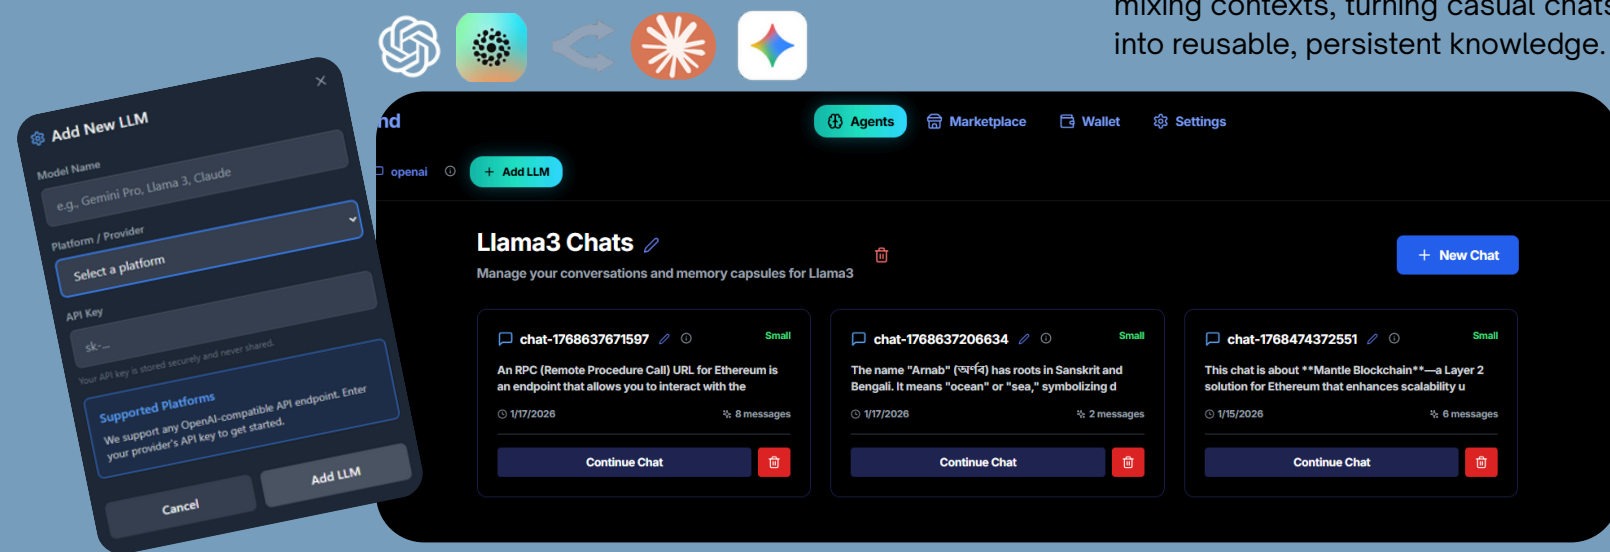 mixing contexts, turning casual chats
into reusable, persistent knowledge.
Add New LLM
Model Name
e.g., Gemini Pro, Llama 3, Claude
Platform / Provider
Select a platform
API Key
sk-...
Your API key is stored securely and never shared.
Supported Platforms
We support any OpenAI-compatible API endpoint. Enter
your provider's API key to get started.
Cancel
Add LLM
nd
Agents
Marketplace
Wallet
Settings
openai
+ Add LLM
Llama3 Chats
Manage your conversations and memory capsules for Llama3
+ New Chat
chat-1768637671597
Small
An RPC (Remote Procedure Call) URL for Ethereum is
an endpoint that allows you to interact with the
1/17/2026
8 messages
Continue Chat
chat-1768637206634
Small
The name "Arnab" (অর্ণব) has roots in Sanskrit and
Bengali. It means "ocean" or "sea," symbolizing d
1/17/2026
2 messages
Continue Chat
chat-1768474372551
Small
This chat is about **Mantle Blockchain**—a Layer 2
solution for Ethereum that enhances scalability u
1/15/2026
6 messages
Continue Chat